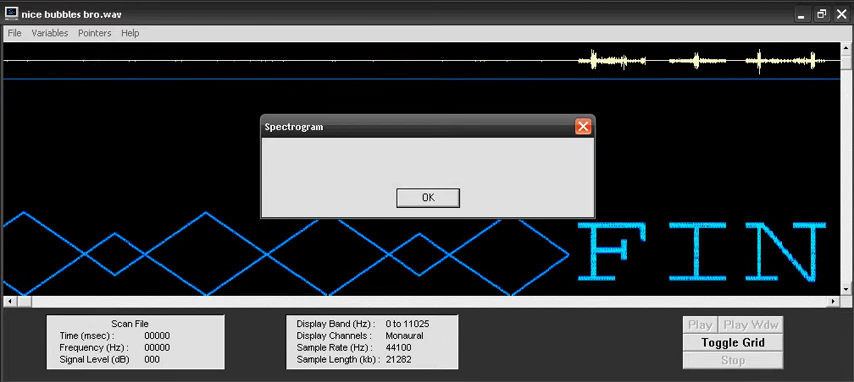 nice bubbles bro.wav
File Variables Pointers Help
Spectrogram
OK
FIN
Scan File
Time (msec) : 00000
Frequency (Hz) : 00000
Signal Level (dB) 000
Display Band (Hz) : 0 to 11025
Display Channels : Monaural
Sample Rate (Hz) : 44100
Sample Length (kb) : 21282
Play Play Wdw
Toggle Grid
Stop